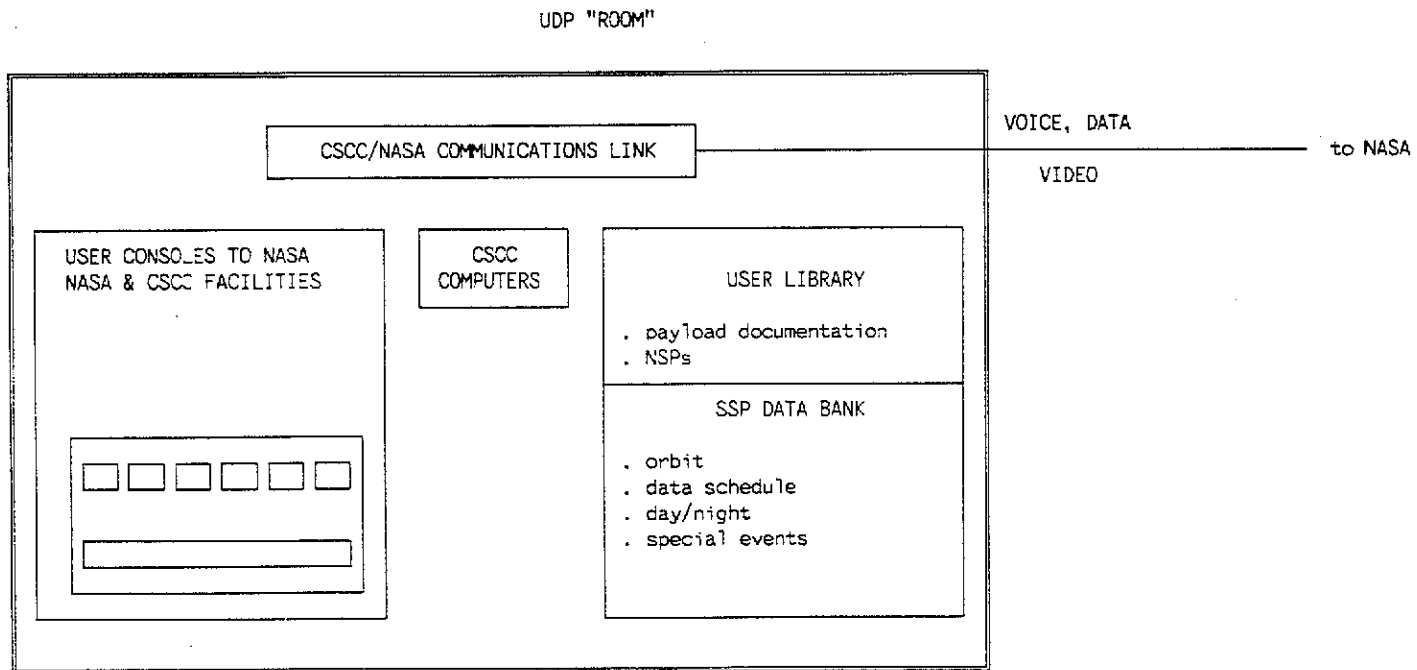 UDP "ROOM"
CSCC/NASA COMMUNICATIONS LINK
VOICE, DATA
to NASA
VIDEO
USER CONSOLES TO NASA
NASA & CSCC FACILITIES
CSCC
COMPUTERS
USER LIBRARY
. payload documentation
. NSPs
SSP DATA BANK
. orbit
. data schedule
. day/night
. special events